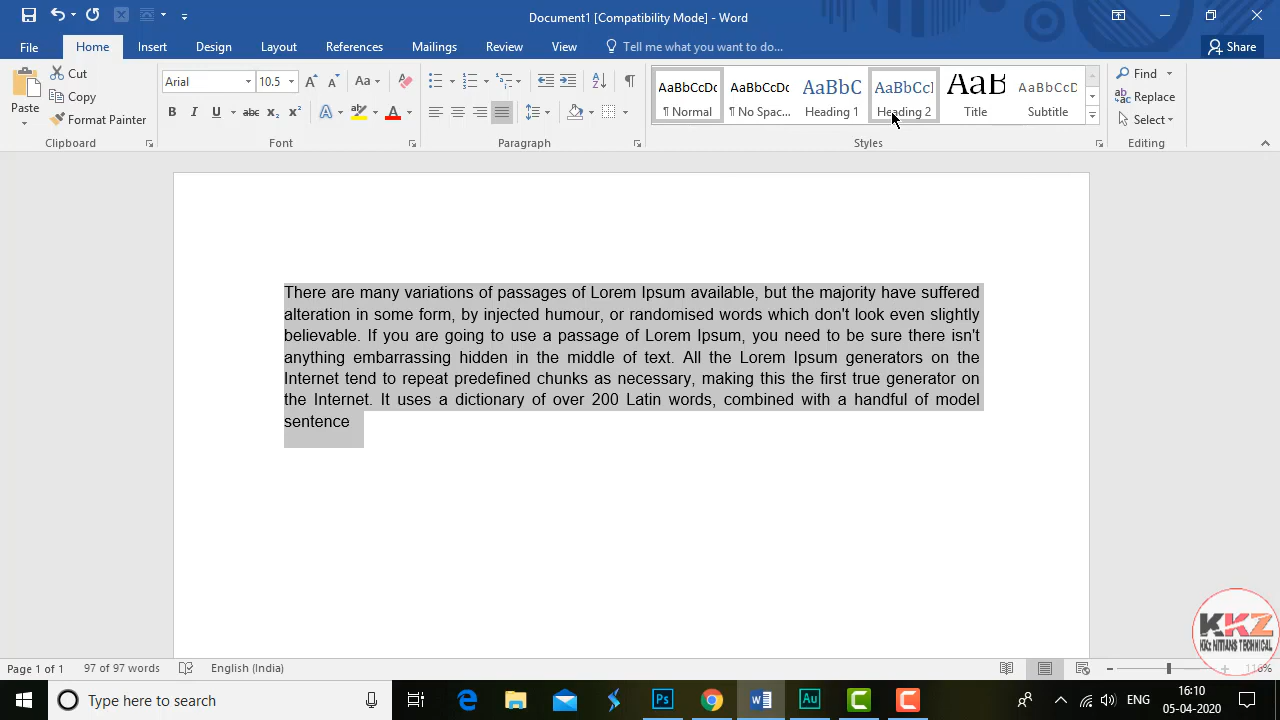 Document1 [Compatibility Mode] - Word
File Home Insert Design Layout References Mailings Review View Tell me what you want to do... Share
Paste
Cut
Copy
Format Painter
Clipboard
Arial 10.5
Aa
B I U abc X2 X2 A A
Font
Paragraph
AaBbCcDc AaBbCcDc AaBbC AaBbCcI AaB AaBbCcD
¶ Normal ¶ No Spac... Heading 1 Heading 2 Title Subtitle
Styles
Find
Replace
Select
Editing
There are many variations of passages of Lorem Ipsum available, but the majority have suffered
alteration in some form, by injected humour, or randomised words which don't look even slightly
believable. If you are going to use a passage of Lorem Ipsum, you need to be sure there isn't
anything embarrassing hidden in the middle of text. All the Lorem Ipsum generators on the
Internet tend to repeat predefined chunks as necessary, making this the first true generator on
the Internet. It uses a dictionary of over 200 Latin words, combined with a handful of model
sentence
KKZ
KKZ NITIANS TECHNICAL
Page 1 of 1 97 of 97 words English (India) 116%
Type here to search
Ps
Au
ENG
16:10
05-04-2020